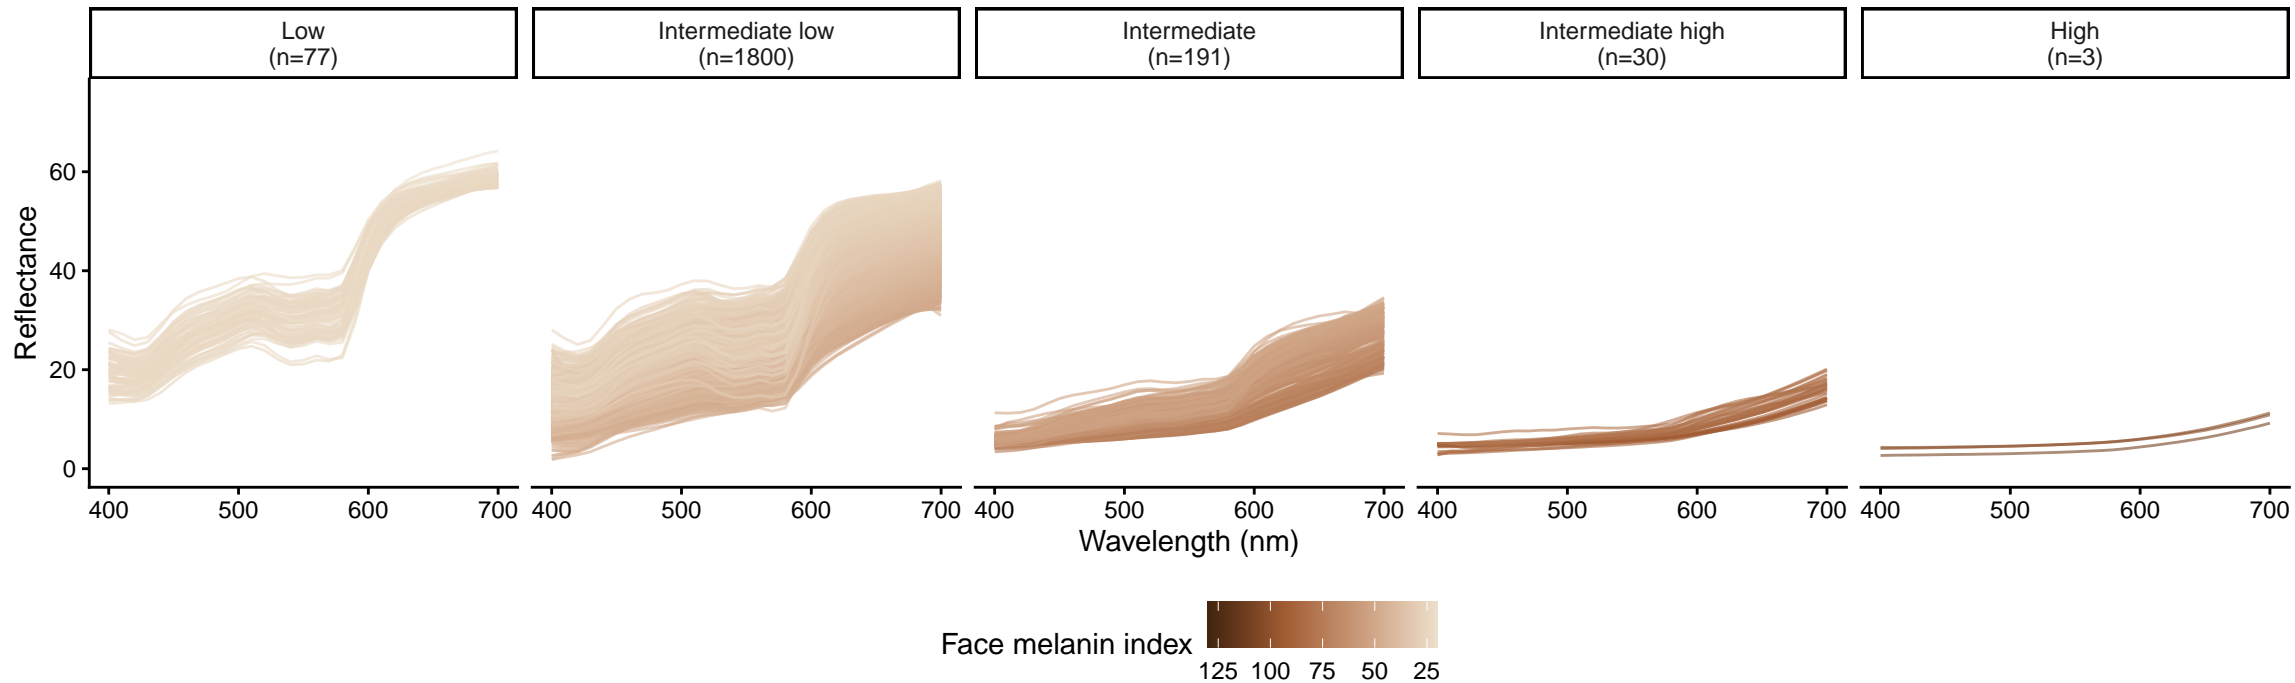 Low
(n=77)
Intermediate low
(n=1800)
Intermediate
(n=191)
Intermediate high
(n=30)
High
(n=3)
Reflectance
60
40
20
0
400 500 600 700
400 500 600 700
400 500 600 700
400 500 600 700
400 500 600 700
Wavelength (nm)
Face melanin index
125 100 75 50 25